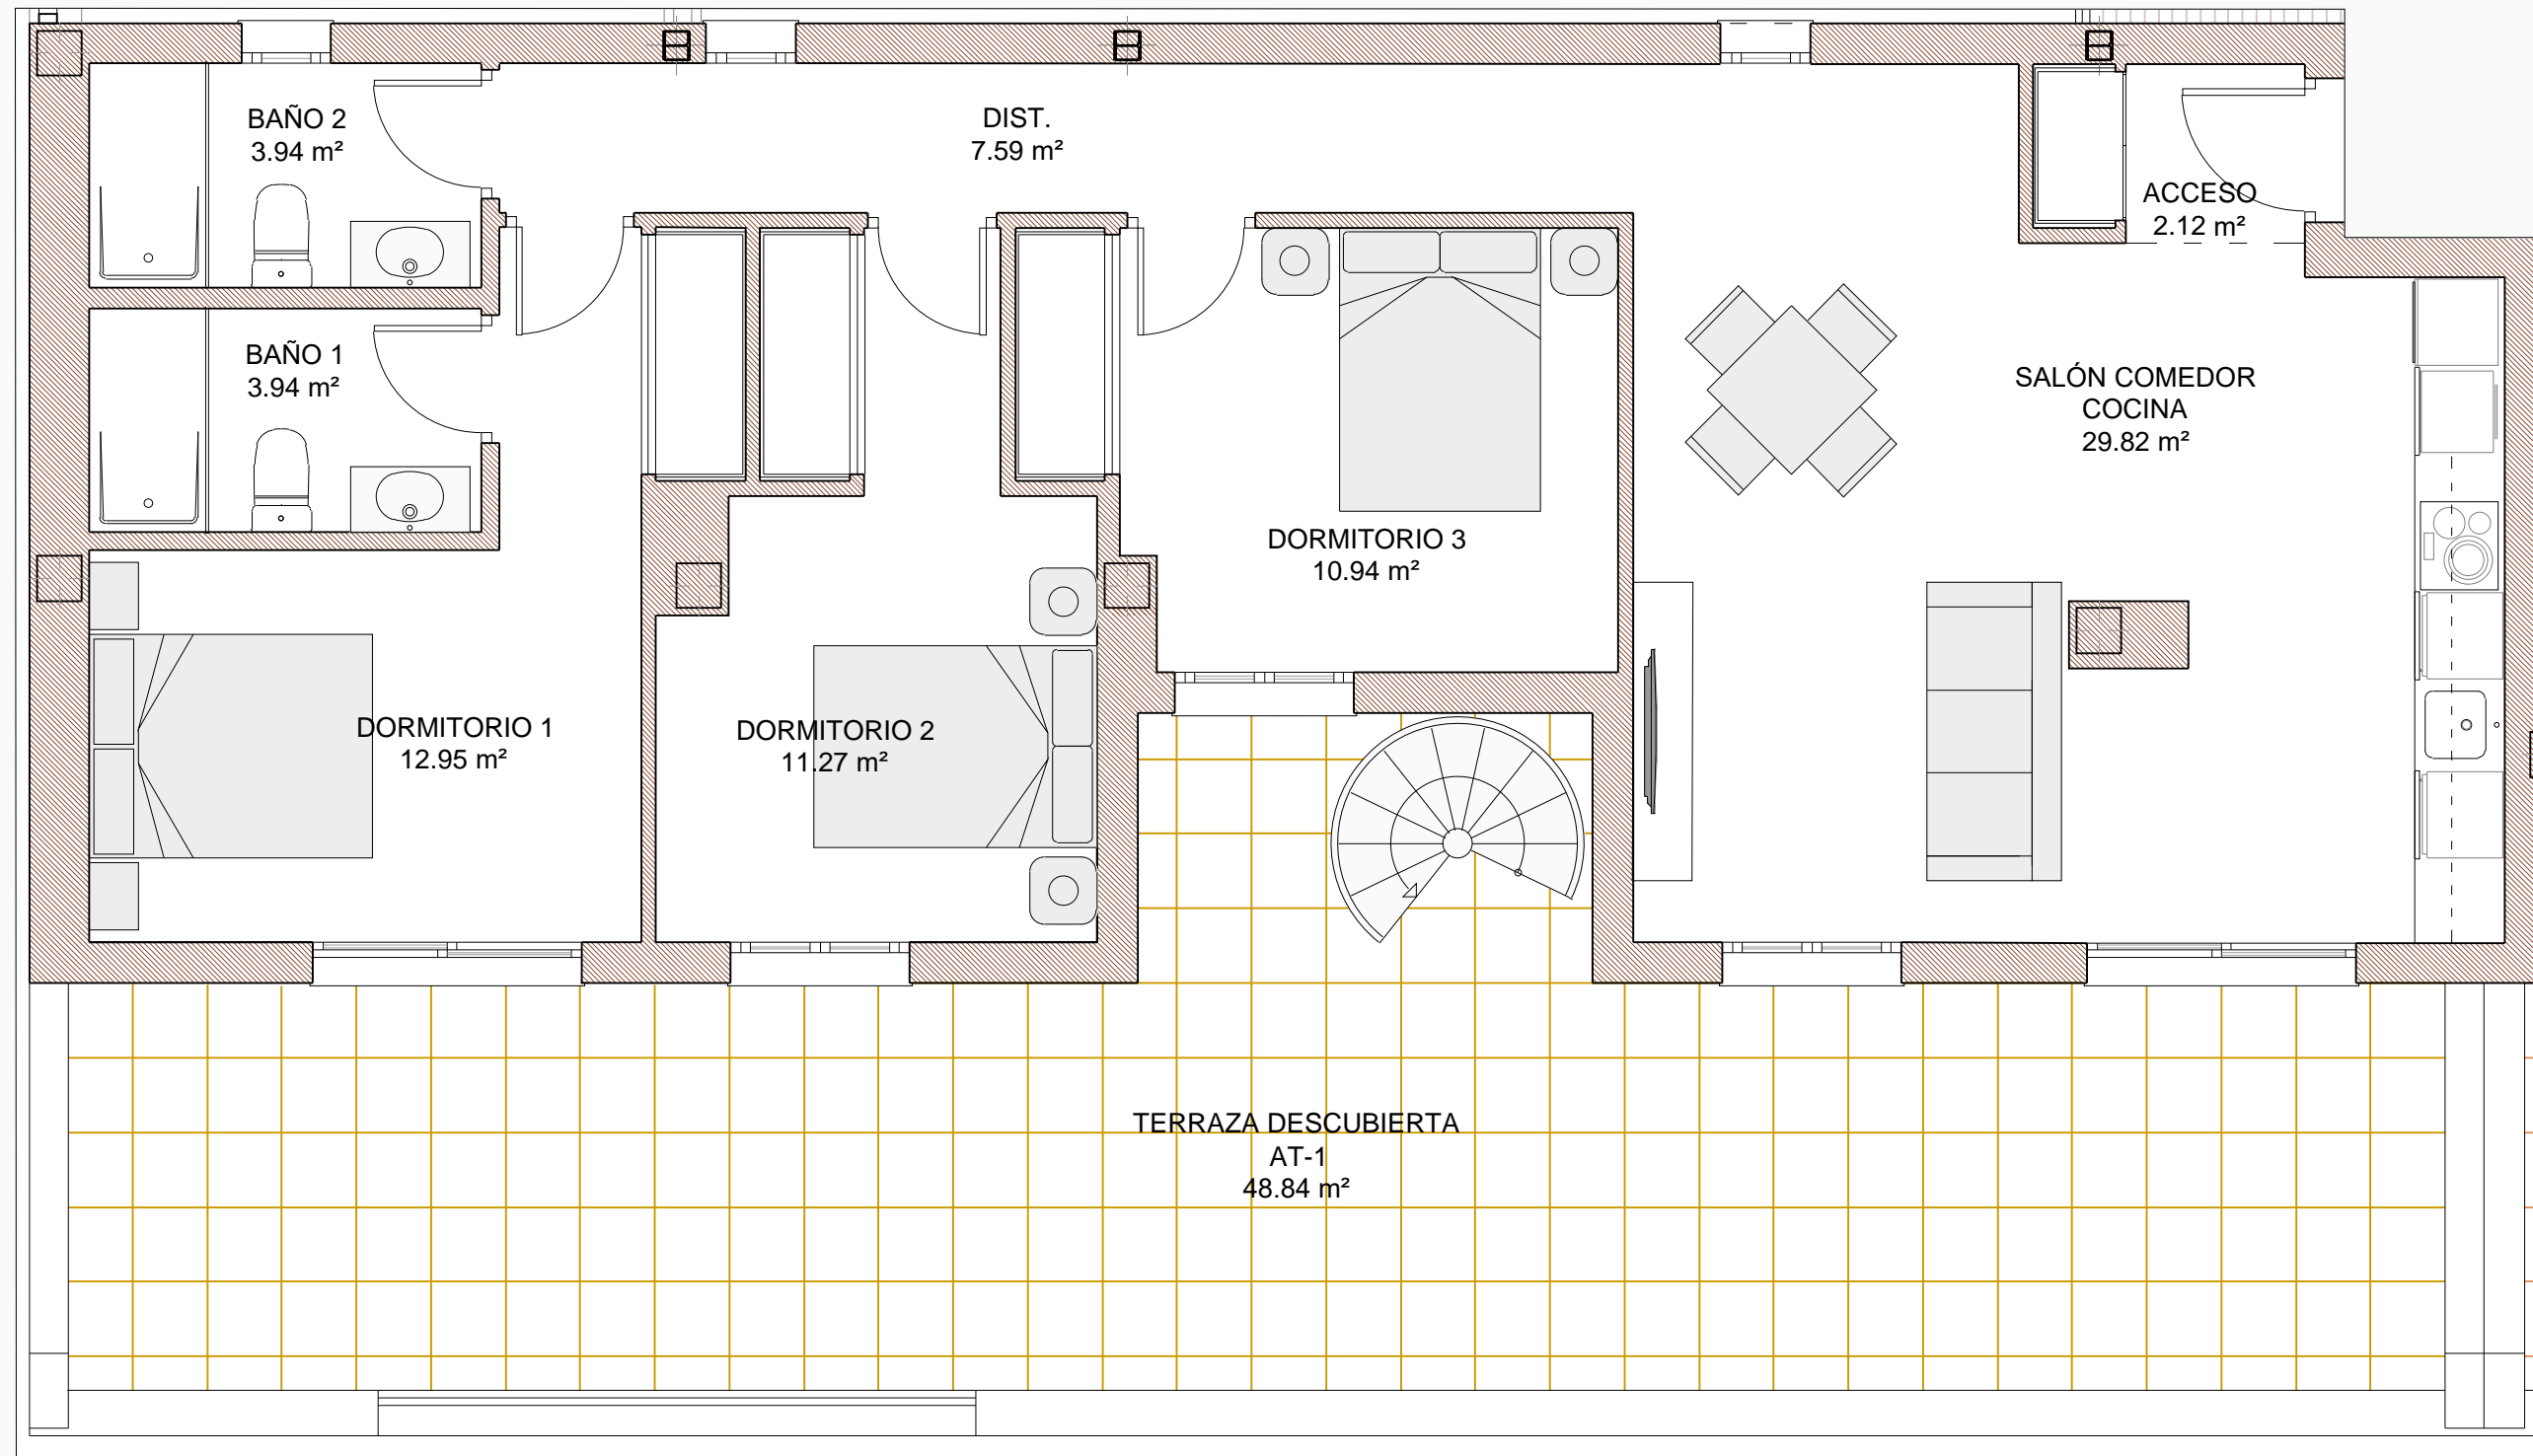 BAÑO 2
3.94 m²
DIST.
7.59 m²
ACCESO
2.12 m²
BAÑO 1
3.94 m²
SALÓN COMEDOR
COCINA
29.82 m²
DORMITORIO 3
10.94 m²
DORMITORIO 1
12.95 m²
DORMITORIO 2
11.27 m²
TERRAZA DESCUBIERTA
AT-1
48.84 m²